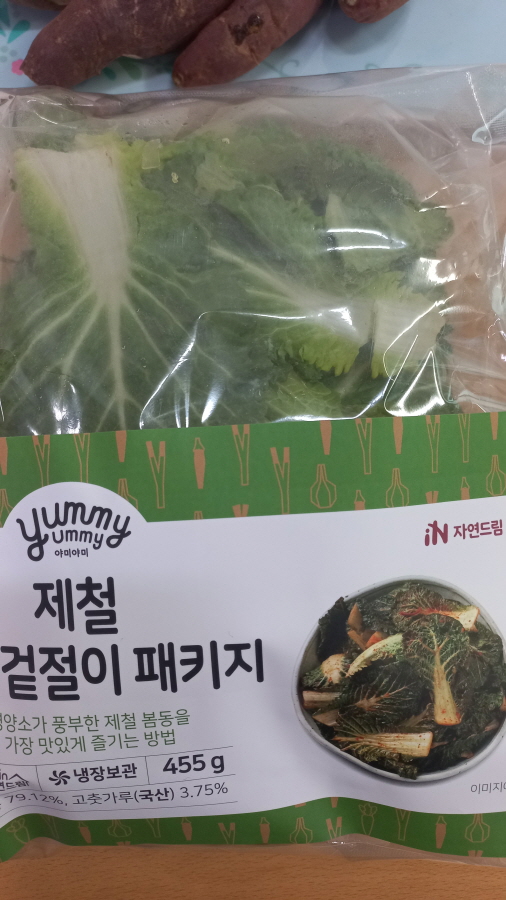 yummy
yummy
야미야미
iN 자연드림
제철
겉절이 패키지
영양소가 풍부한 제철 봄동을
가장 맛있게 즐기는 방법
냉장보관 455 g
79.12%, 고춧가루(국산) 3.75%